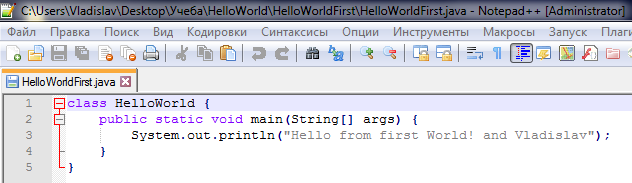 C:\Users\Vladislav\Desktop\Учеба\HelloWorld\HelloWorldFirst\HelloWorldFirst.java - Notepad++ [Administrator]
Файл Правка Поиск Вид Кодировки Синтаксисы Опции Инструменты Макросы Запуск Плаги
HelloWorldFirst.java
1 class HelloWorld {
2 public static void main(String[] args) {
3 System.out.println("Hello from first World! and Vladislav");
4 }
5 }